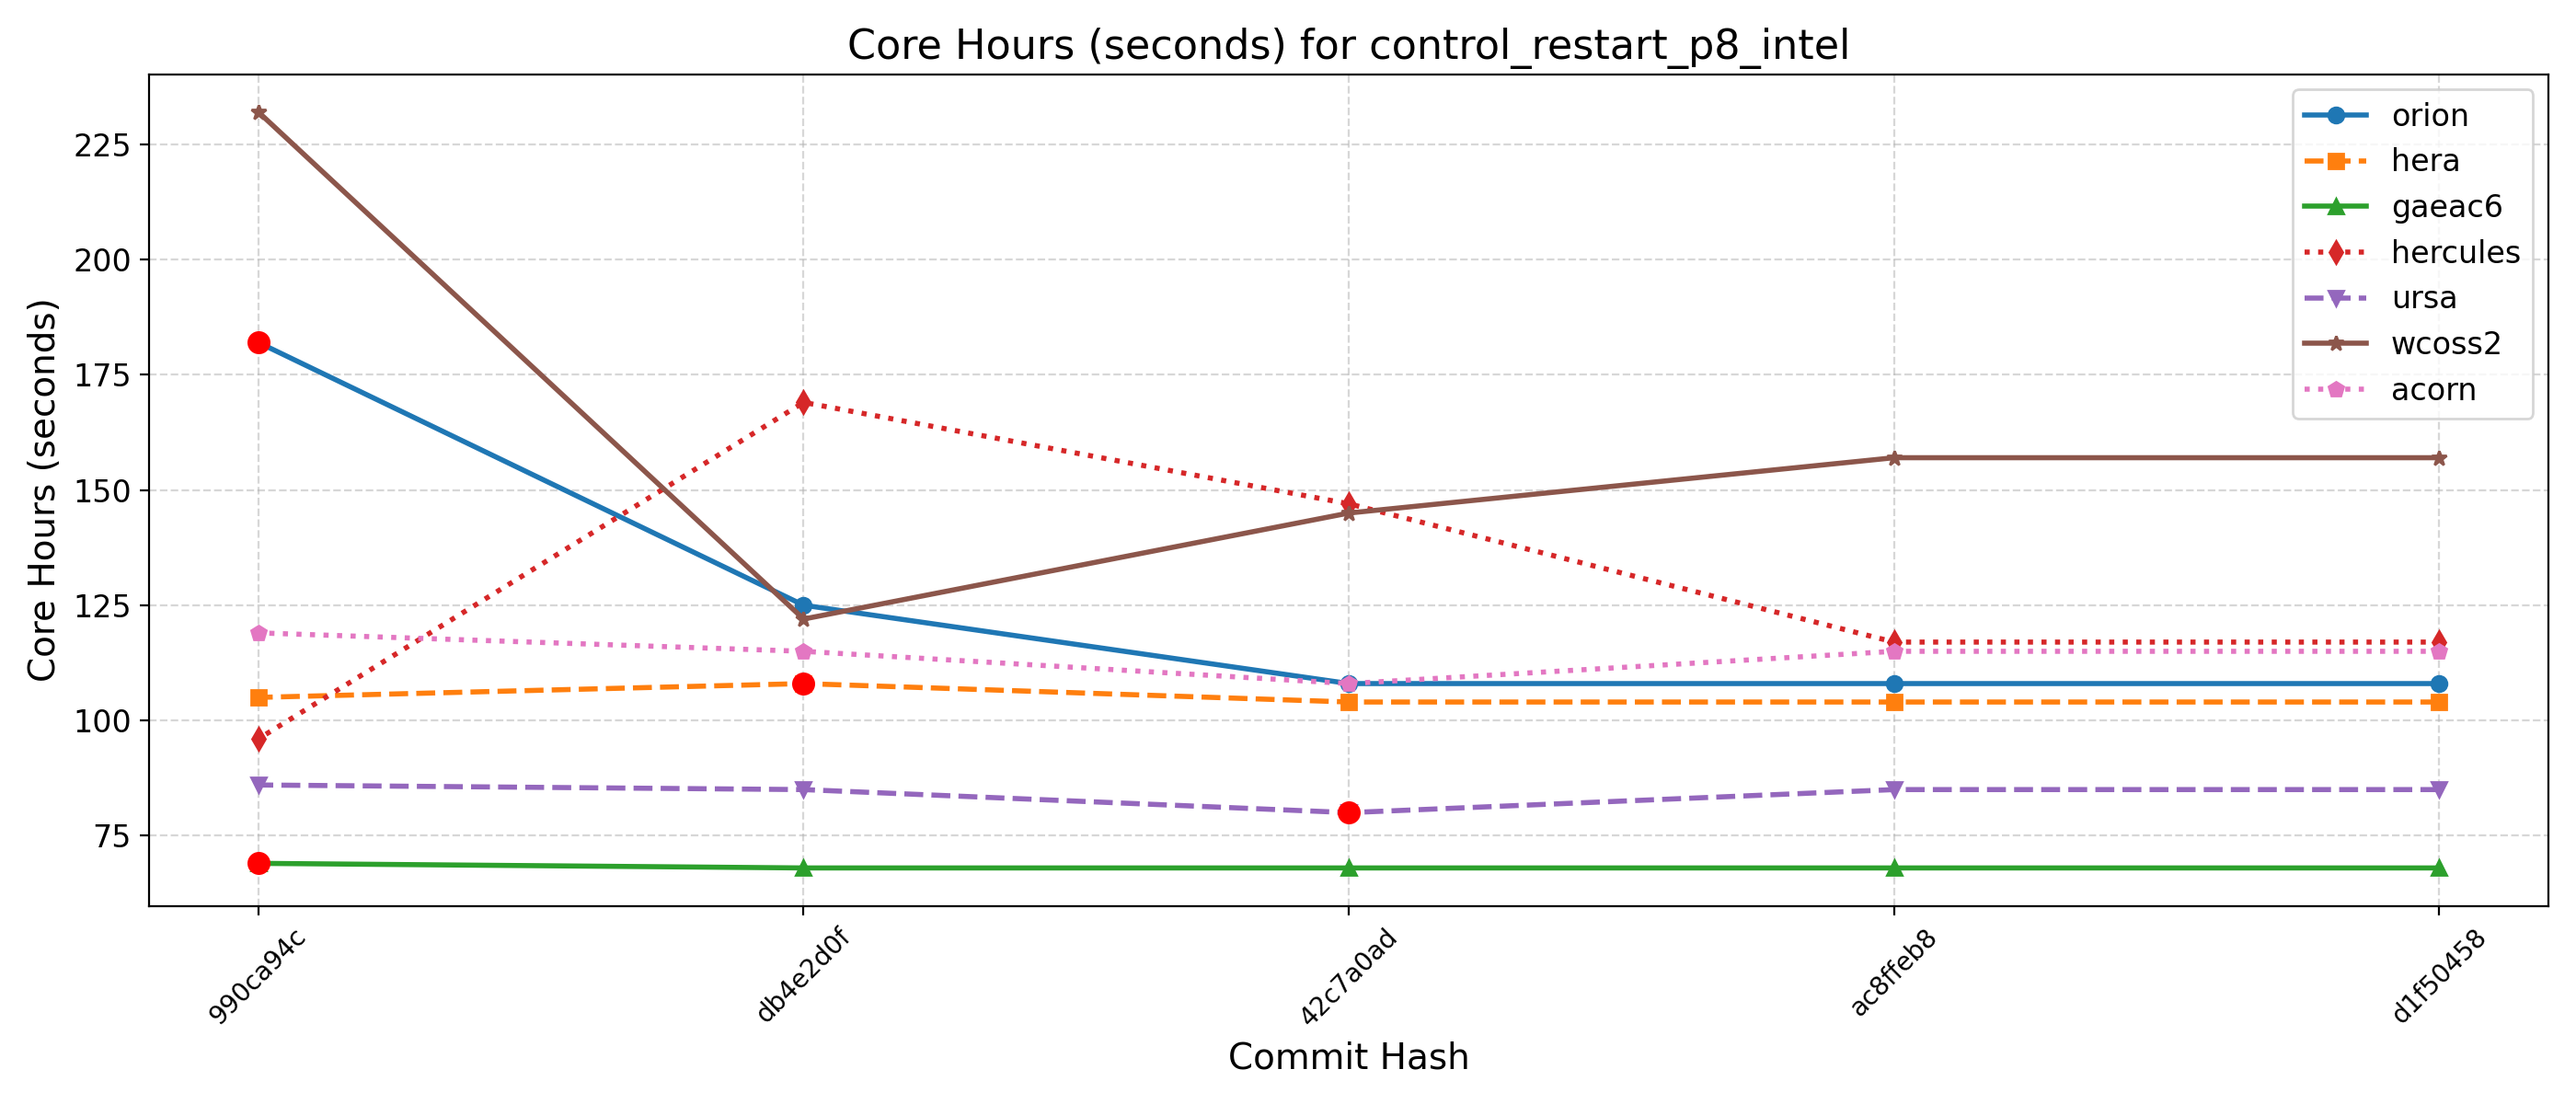 Core Hours (seconds) for control_restart_p8_intel
Core Hours (seconds)
225
200
175
150
125
100
75
orion
hera
gaeac6
hercules
ursa
wcoss2
acorn
990ca94c
db4e2d0f
42c7a0ad
ac8ffeb8
d1f50458
Commit Hash